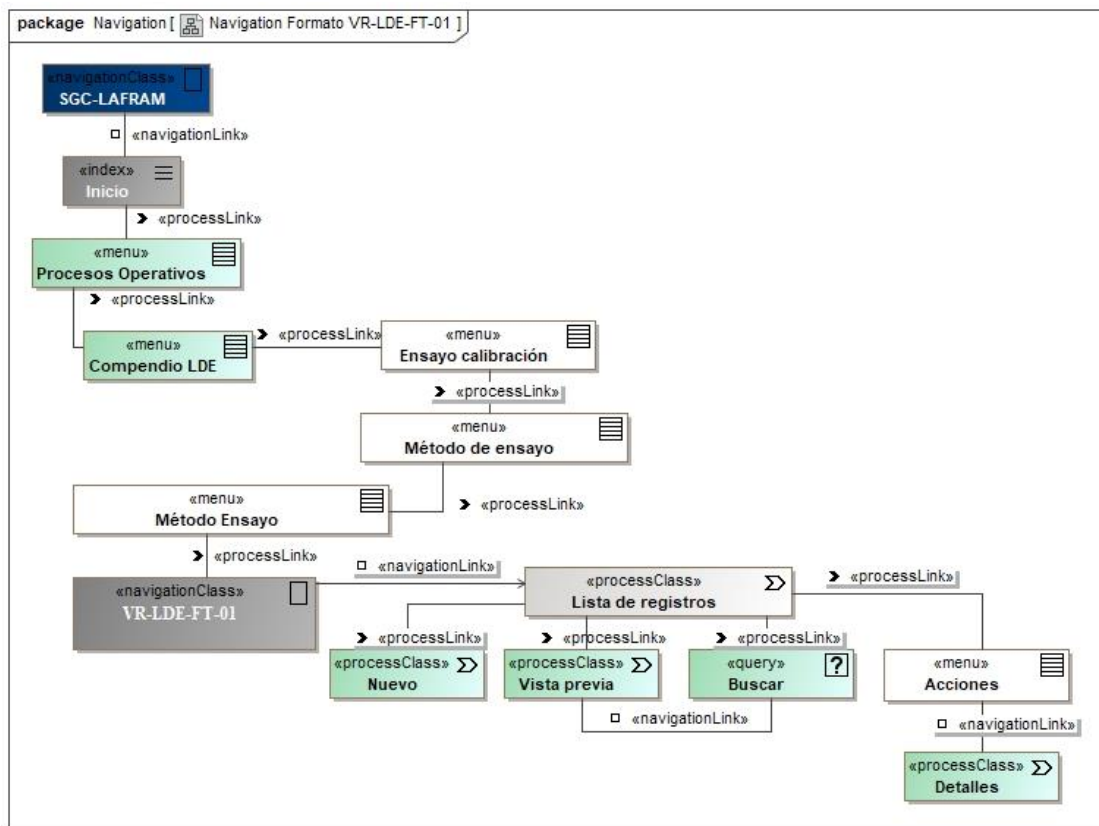 package Navigation [ Navigation Formato VR-LDE-FT-01 ]
«navigationClass»
SGC-LAFRAM
«navigationLink»
«index»
Inicio
«processLink»
«menu»
Procesos Operativos
«processLink»
«menu»
Compendio LDE
«processLink»
«menu»
Ensayo calibración
«processLink»
«menu»
Método de ensayo
«processLink»
«menu»
Método Ensayo
«processLink»
«navigationClass»
VR-LDE-FT-01
«navigationLink»
«processClass»
Lista de registros
«processLink»
«processLink»
«processLink»
«processLink»
«processClass»
Nuevo
«processClass»
Vista previa
«query»
?
Buscar
«navigationLink»
«menu»
Acciones
«navigationLink»
«processClass»
Detalles